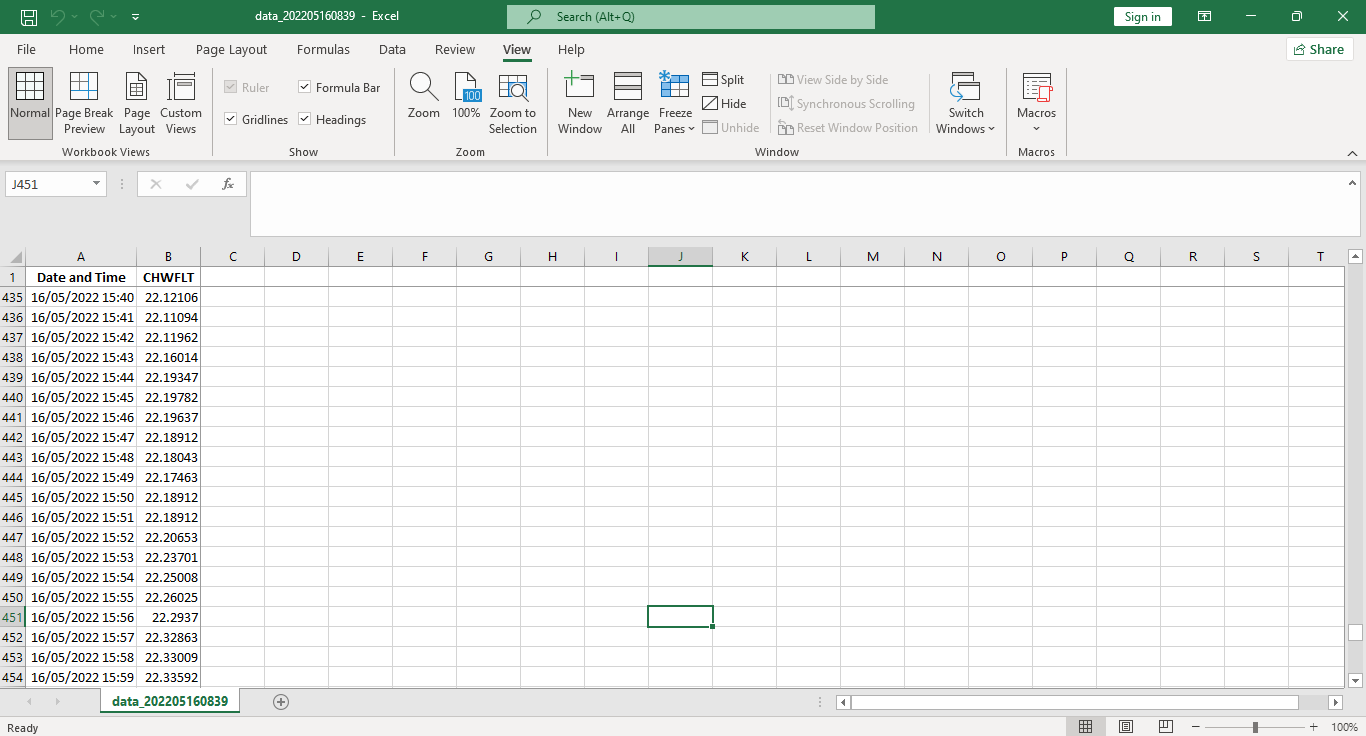 data_202205160839 - Excel
Search (Alt+Q)
Sign in
File Home Insert Page Layout Formulas Data Review View Help
Share
Normal
Page Break Preview
Page Layout
Custom Views
Workbook Views
Ruler
Formula Bar
Gridlines
Headings
Show
Zoom
100
100%
Zoom to Selection
Zoom
New Window
Arrange All
Freeze Panes
Split
Hide
Unhide
View Side by Side
Synchronous Scrolling
Reset Window Position
Switch Windows
Window
Macros
Macros
J451
fx
A B C D E F G H I J K L M N O P Q R S T
1 Date and Time CHWFLT
435 16/05/2022 15:40 22.12106
436 16/05/2022 15:41 22.11094
437 16/05/2022 15:42 22.11962
438 16/05/2022 15:43 22.16014
439 16/05/2022 15:44 22.19347
440 16/05/2022 15:45 22.19782
441 16/05/2022 15:46 22.19637
442 16/05/2022 15:47 22.18912
443 16/05/2022 15:48 22.18043
444 16/05/2022 15:49 22.17463
445 16/05/2022 15:50 22.18912
446 16/05/2022 15:51 22.18912
447 16/05/2022 15:52 22.20653
448 16/05/2022 15:53 22.23701
449 16/05/2022 15:54 22.25008
450 16/05/2022 15:55 22.26025
451 16/05/2022 15:56 22.2937
452 16/05/2022 15:57 22.32863
453 16/05/2022 15:58 22.33009
454 16/05/2022 15:59 22.33592
data_202205160839
Ready
100%